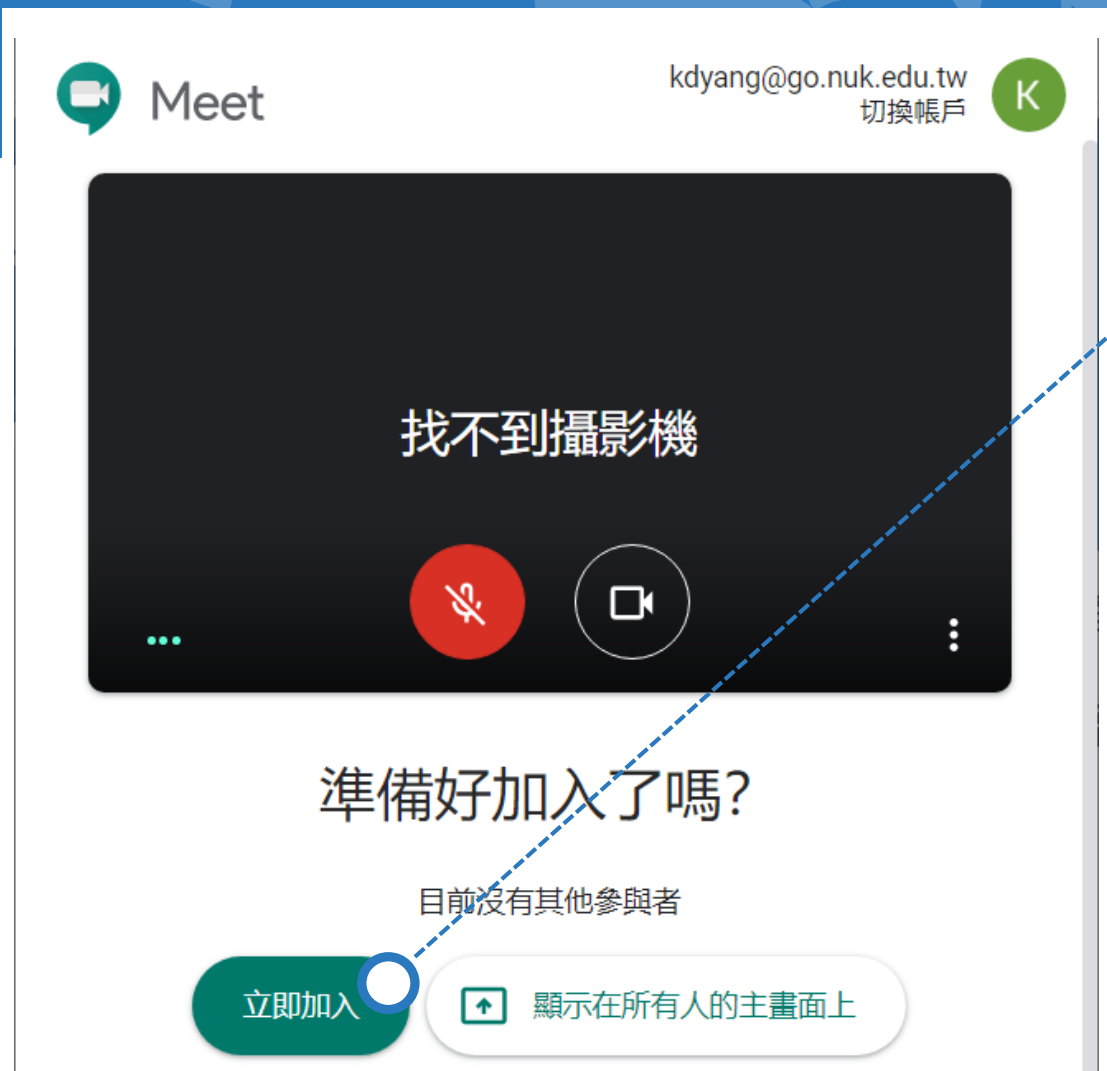 Meet
kdyang@go.nuk.edu.tw
切換帳戶
K
找不到攝影機
準備好加入了嗎?
目前沒有其他參與者
立即加入
顯示在所有人的主畫面上